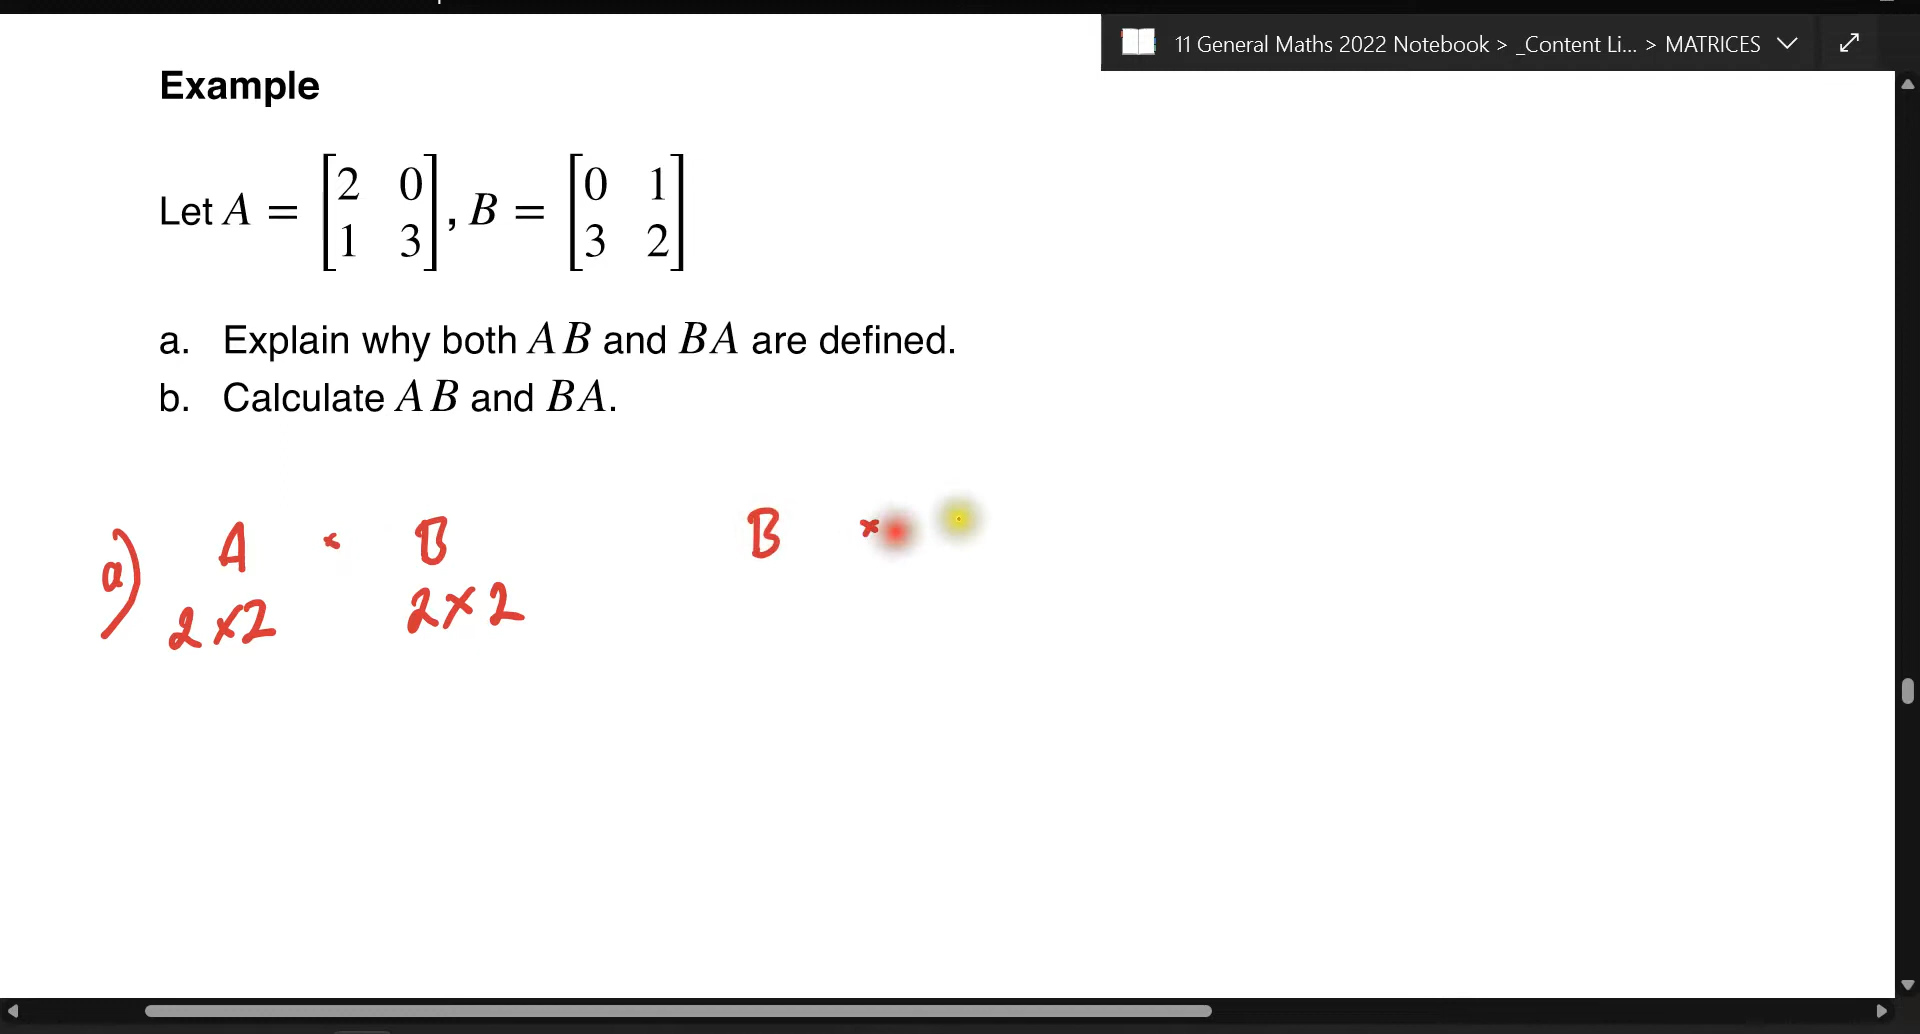 11 General Maths 2022 Notebook > _Content Li... > MATRICES
Example
Let A = [2 0; 1 3], B = [0 1; 3 2]
a. Explain why both AB and BA are defined.
b. Calculate AB and BA.
a) A × B B ×
2×2 2×2